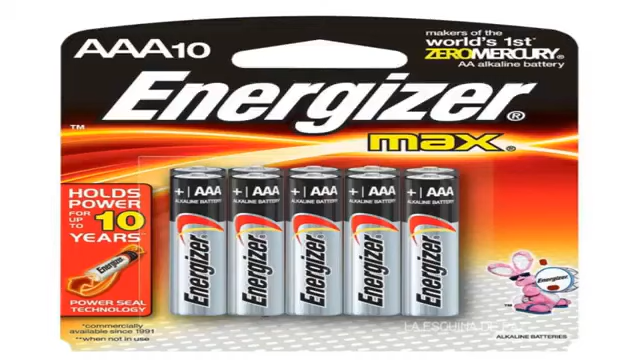 AAA10
makers of the
world's 1st*
ZEROMERCURY®
AA alkaline battery
Energizer®
™
max®
HOLDS
POWER
FOR UP TO 10
YEARS**
Energizer
POWER SEAL
TECHNOLOGY
*commercially
available since 1991
**when not in use
+ AAA
ALKALINE BATTERY
Energizer
+ AAA
ALKALINE BATTERY
Energizer
+ AAA
ALKALINE BATTERY
Energizer
+ AAA
ALKALINE BATTERY
Energizer
+ AAA
ALKALINE BATTERY
Energizer
Energizer
™
ALKALINE BATTERIES